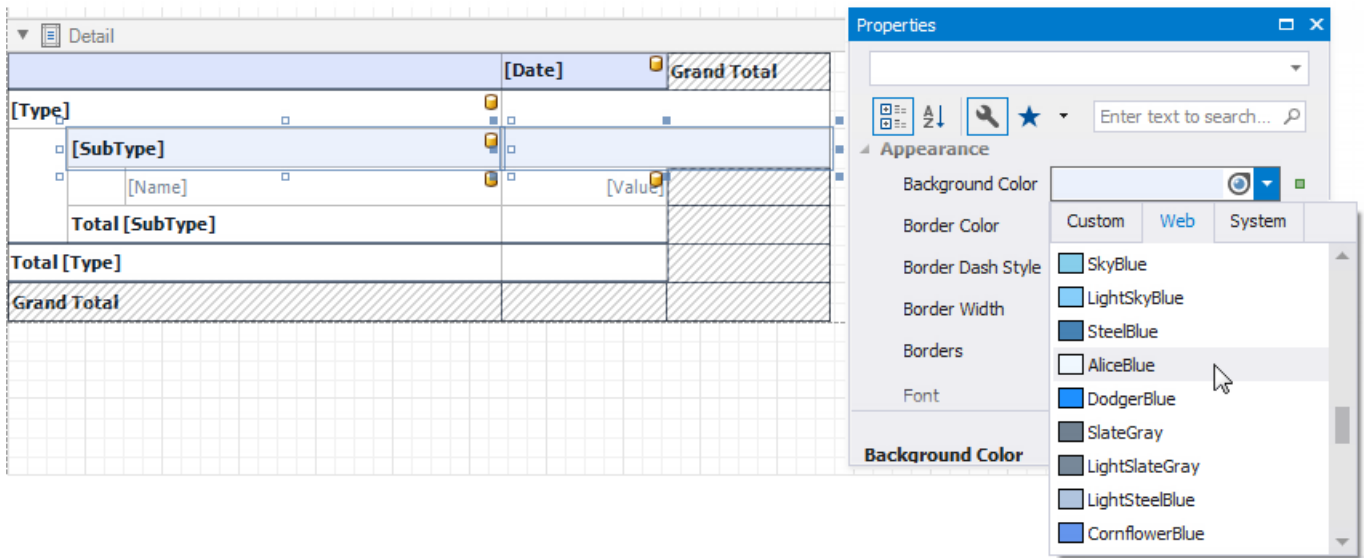 Detail
[Date] Grand Total
[Type]
[SubType]
[Name] [Value]
Total [SubType]
Total [Type]
Grand Total
Properties
Enter text to search...
Appearance
Background Color
Border Color
Border Dash Style
Border Width
Borders
Font
Background Color
Custom Web System
SkyBlue
LightSkyBlue
SteelBlue
AliceBlue
DodgerBlue
SlateGray
LightSlateGray
LightSteelBlue
CornflowerBlue